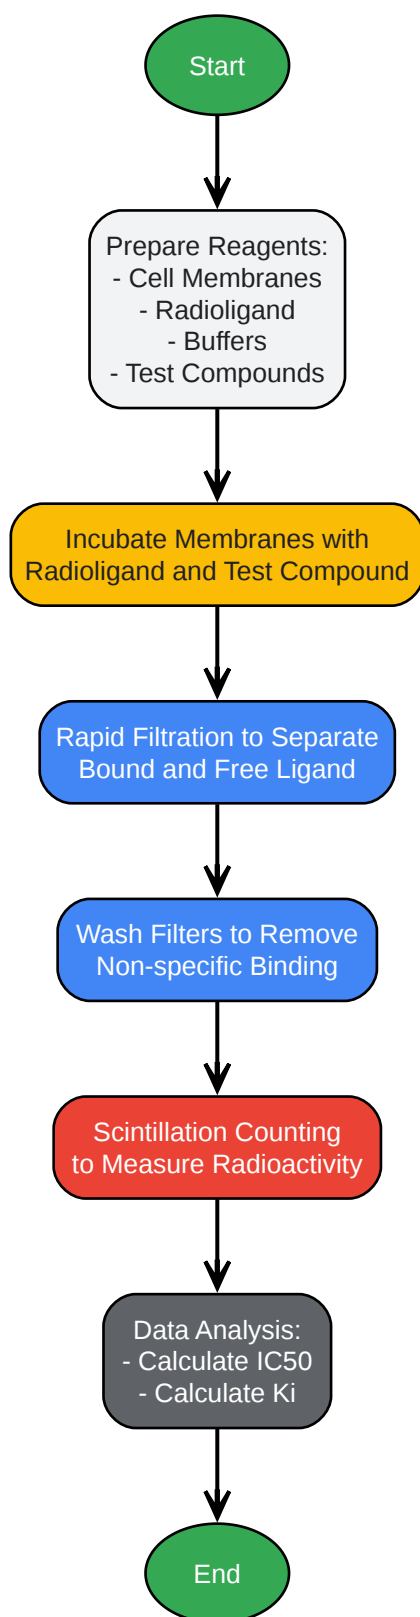 Start
Prepare Reagents:
- Cell Membranes
- Radioligand
- Buffers
- Test Compounds
Incubate Membranes with
Radioligand and Test Compound
Rapid Filtration to Separate
Bound and Free Ligand
Wash Filters to Remove
Non-specific Binding
Scintillation Counting
to Measure Radioactivity
Data Analysis:
- Calculate IC50
- Calculate Ki
End